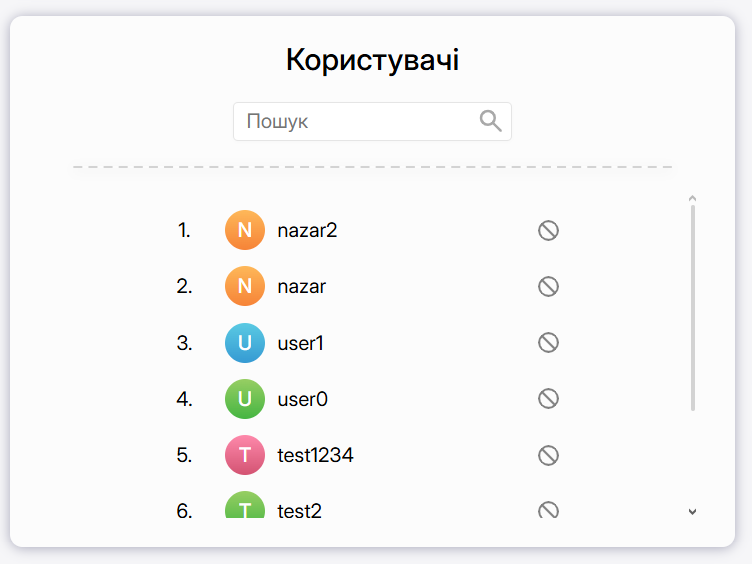 Користувачі
Пошук
1. N nazar2
2. N nazar
3. U user1
4. U user0
5. T test1234
6. T test2